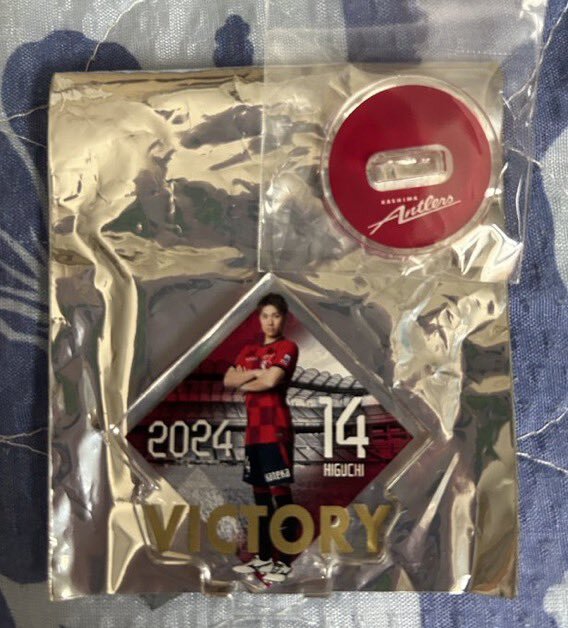 KASHIMA
Antlers
2024
14
HIGUCHI
VICTORY